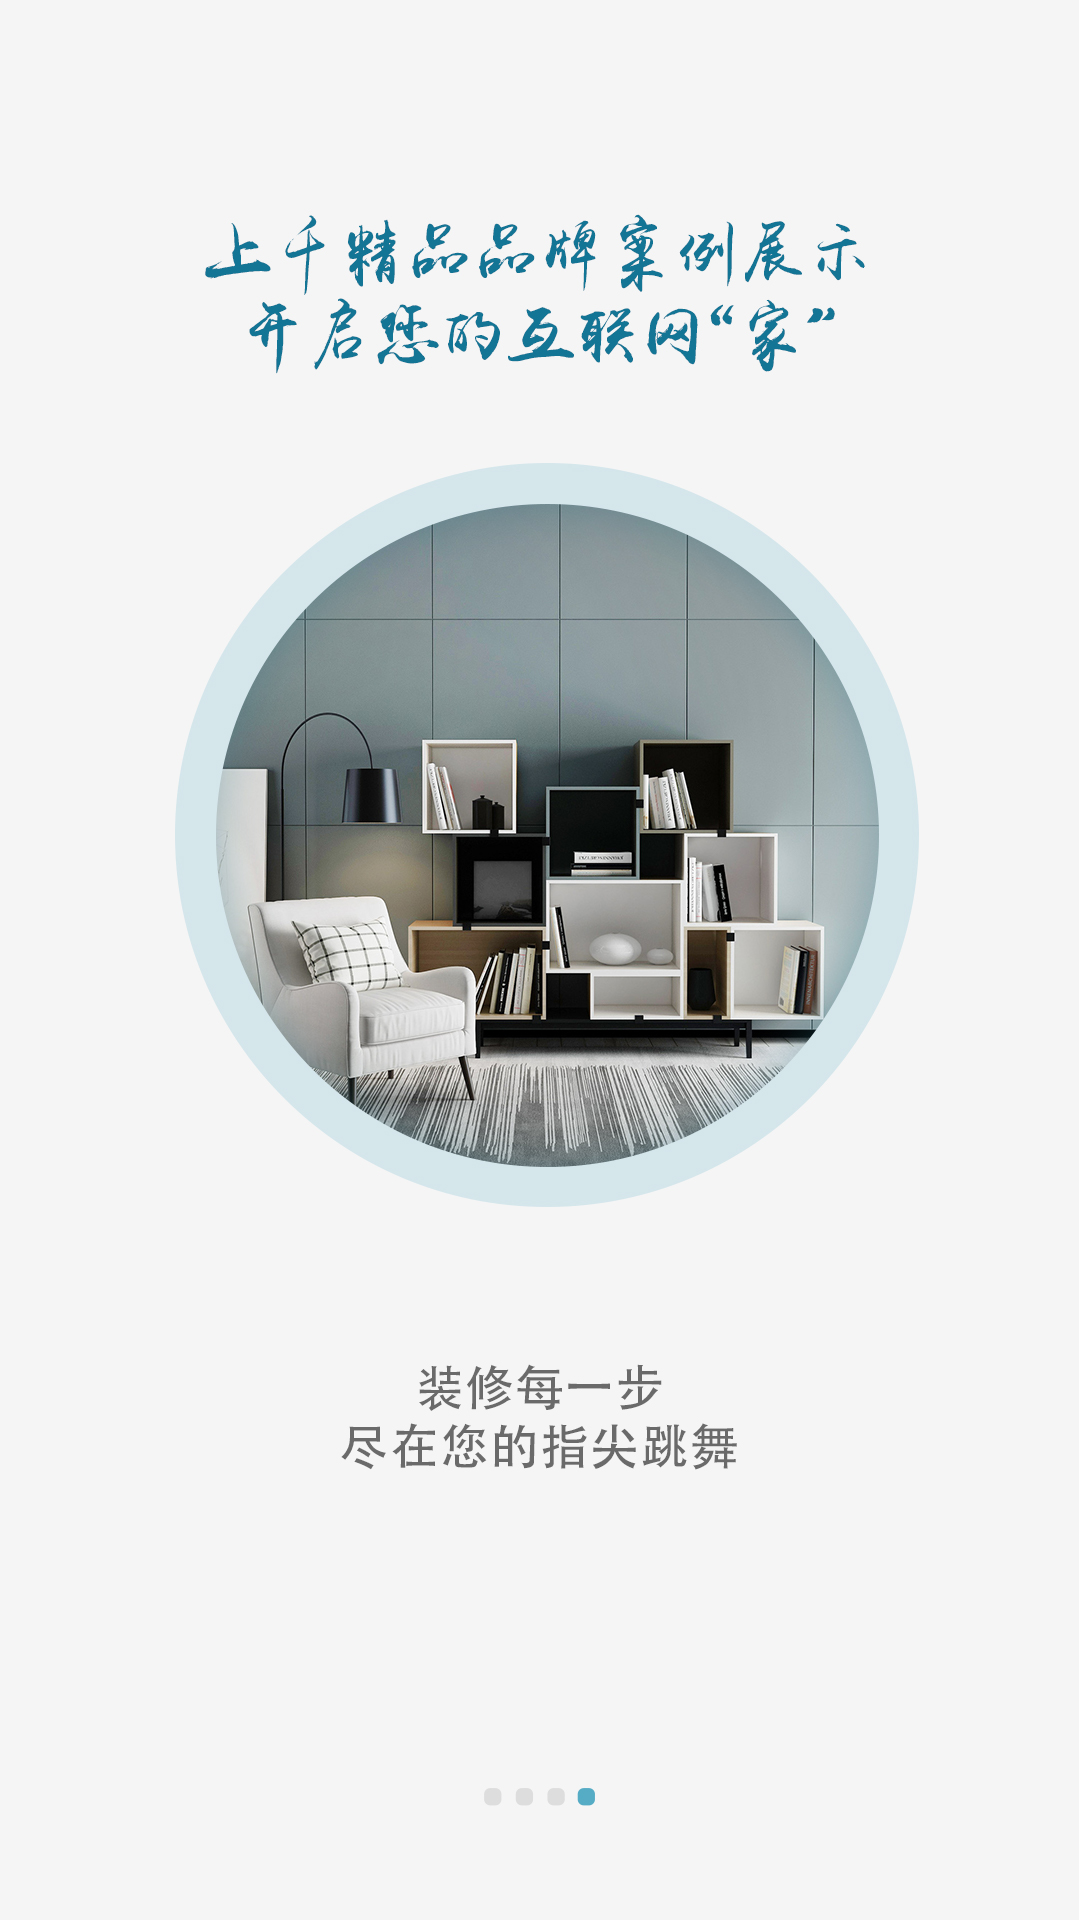 上千精品品牌案例展示
开启您的互联网“家”
装修每一步
尽在您的指尖跳舞